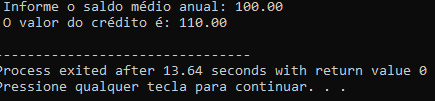 Informe o saldo médio anual: 100.00
O valor do crédito é: 110.00
--------------------------------
Process exited after 13.64 seconds with return value 0
Pressione qualquer tecla para continuar. . .